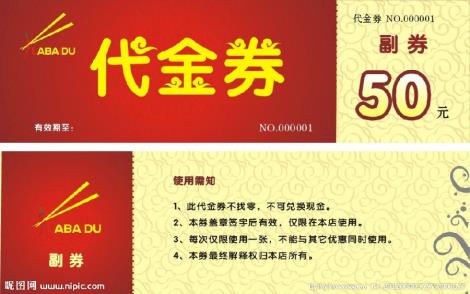 代金券 NO.000001
LABA DU
代金券
副券
50元
有效期至：
NO.000001
使用需知
1、此代金券不找零，不可兑换现金。
2、本券盖章签字后有效，仅限在本店使用。
3、每次仅限使用一张，不能与其它优惠同时使用。
4、本券最终解释权归本店所有。
LABA DU
副券
昵图网 www.nipic.com